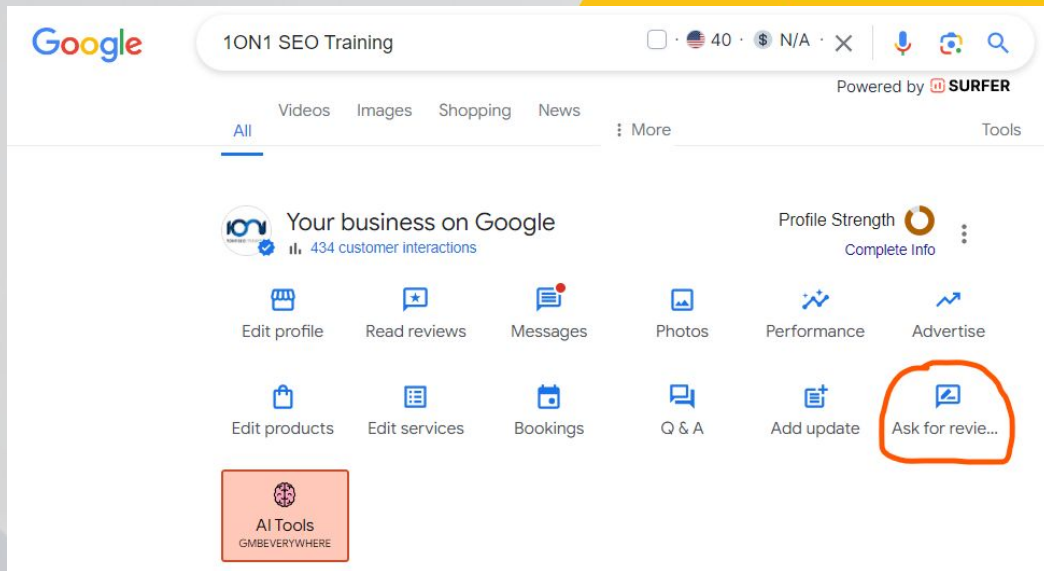 Google
1ON1 SEO Training
· 40 · $ N/A ·
Powered by SURFER
All Videos Images Shopping News More Tools
1ON1
Your business on Google
434 customer interactions
Profile Strength
Complete Info
Edit profile Read reviews Messages Photos Performance Advertise
Edit products Edit services Bookings Q & A Add update Ask for revie...
AI Tools
GMBEVERYWHERE